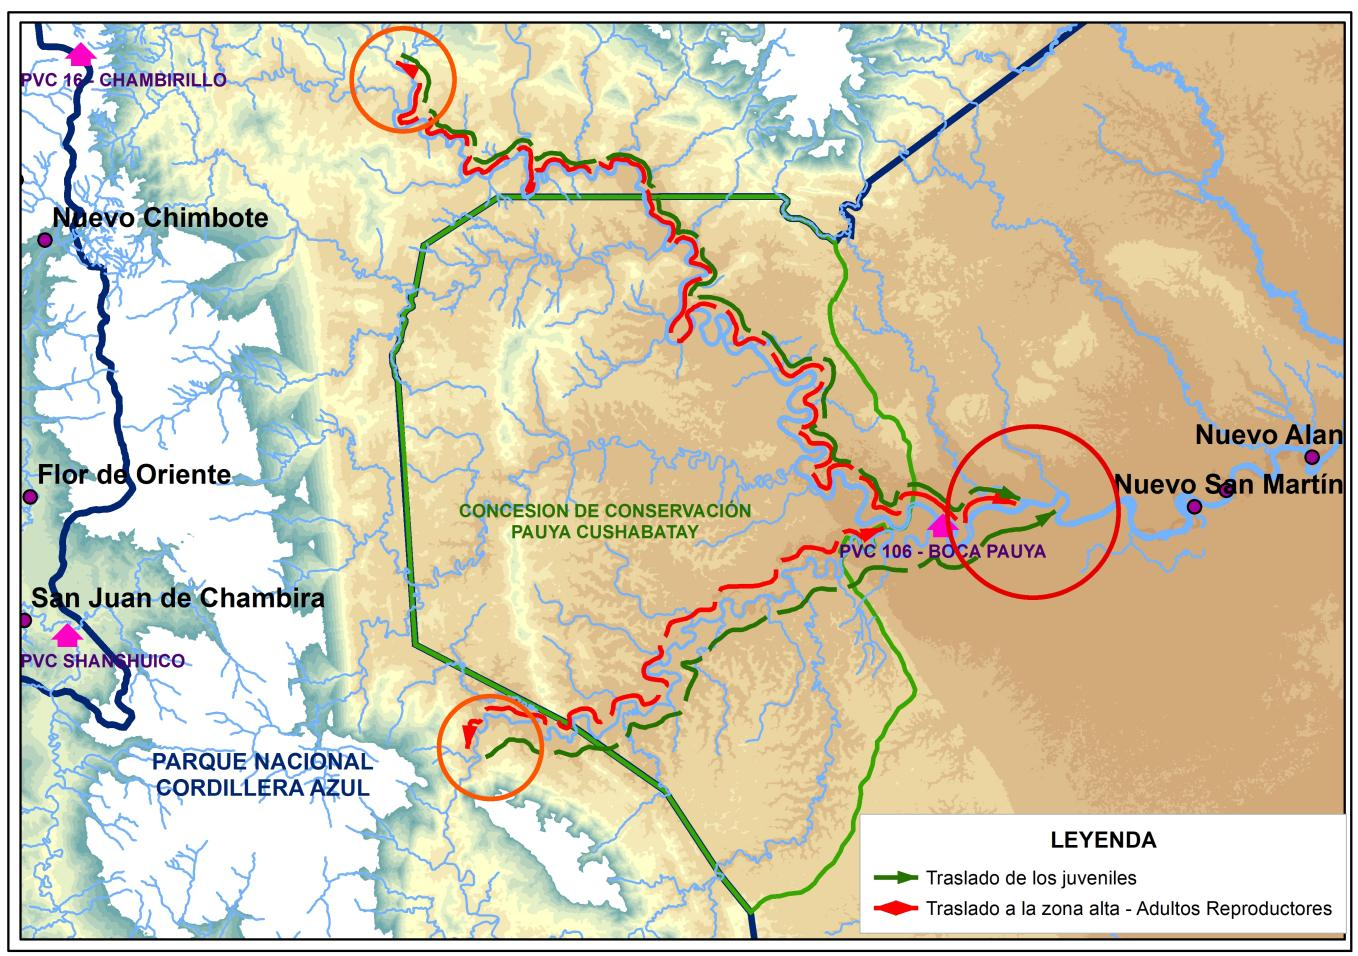 PVC 16 - CHAMBIRILLO
Nuevo Chimbote
Nuevo Alan
Flor de Oriente
Nuevo San Martín
CONCESION DE CONSERVACIÓN
PAUYA CUSHABATAY
PVC 106 - BOCA PAUYA
San Juan de Chambira
PVC SHANSHUICO
PARQUE NACIONAL
CORDILLERA AZUL
LEYENDA
Traslado de los juveniles
Traslado a la zona alta - Adultos Reproductores